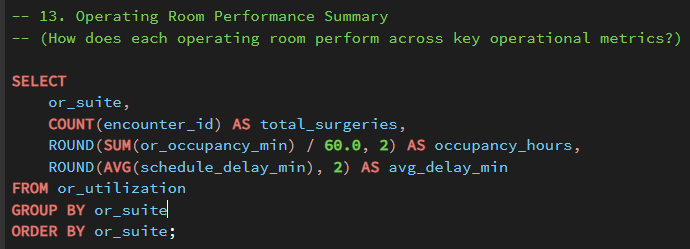 -- 13. Operating Room Performance Summary
-- (How does each operating room perform across key operational metrics?)
SELECT
or_suite,
COUNT(encounter_id) AS total_surgeries,
ROUND(SUM(or_occupancy_min) / 60.0, 2) AS occupancy_hours,
ROUND(AVG(schedule_delay_min), 2) AS avg_delay_min
FROM or_utilization
GROUP BY or_suite
ORDER BY or_suite;